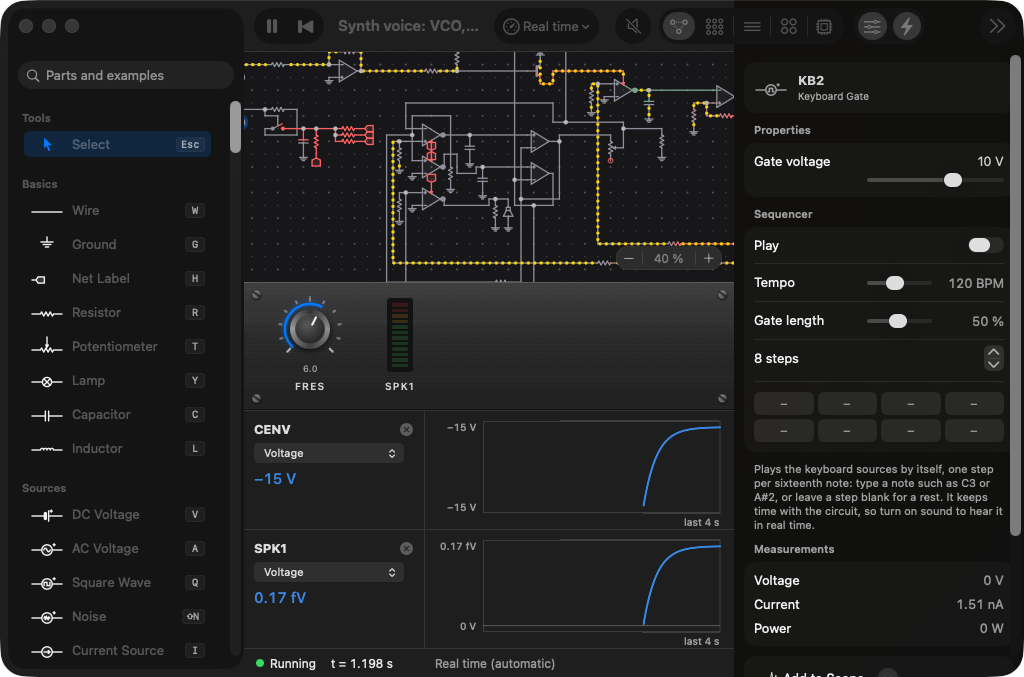 Synth voice: VCO,...
Real time
Parts and examples
Tools
Select
Esc
Basics
Wire
W
Ground
G
Net Label
H
Resistor
R
Potentiometer
T
Lamp
Y
Capacitor
C
Inductor
L
Sources
DC Voltage
V
AC Voltage
A
Square Wave
Q
Noise
⇧N
Current Source
I
− 40 % +
6.0
FRES
SPK1
CENV
Voltage
−15 V
−15 V
−15 V
last 4 s
SPK1
Voltage
0.17 fV
0.17 fV
0 V
last 4 s
Running t = 1.198 s Real time (automatic)
KB2
Keyboard Gate
Properties
Gate voltage 10 V
Sequencer
Play
Tempo 120 BPM
Gate length 50 %
8 steps
– – – –
– – – –
Plays the keyboard sources by itself, one step
per sixteenth note: type a note such as C3 or
A#2, or leave a step blank for a rest. It keeps
time with the circuit, so turn on sound to hear it
in real time.
Measurements
Voltage 0 V
Current 1.51 nA
Power 0 W
Add to Scope